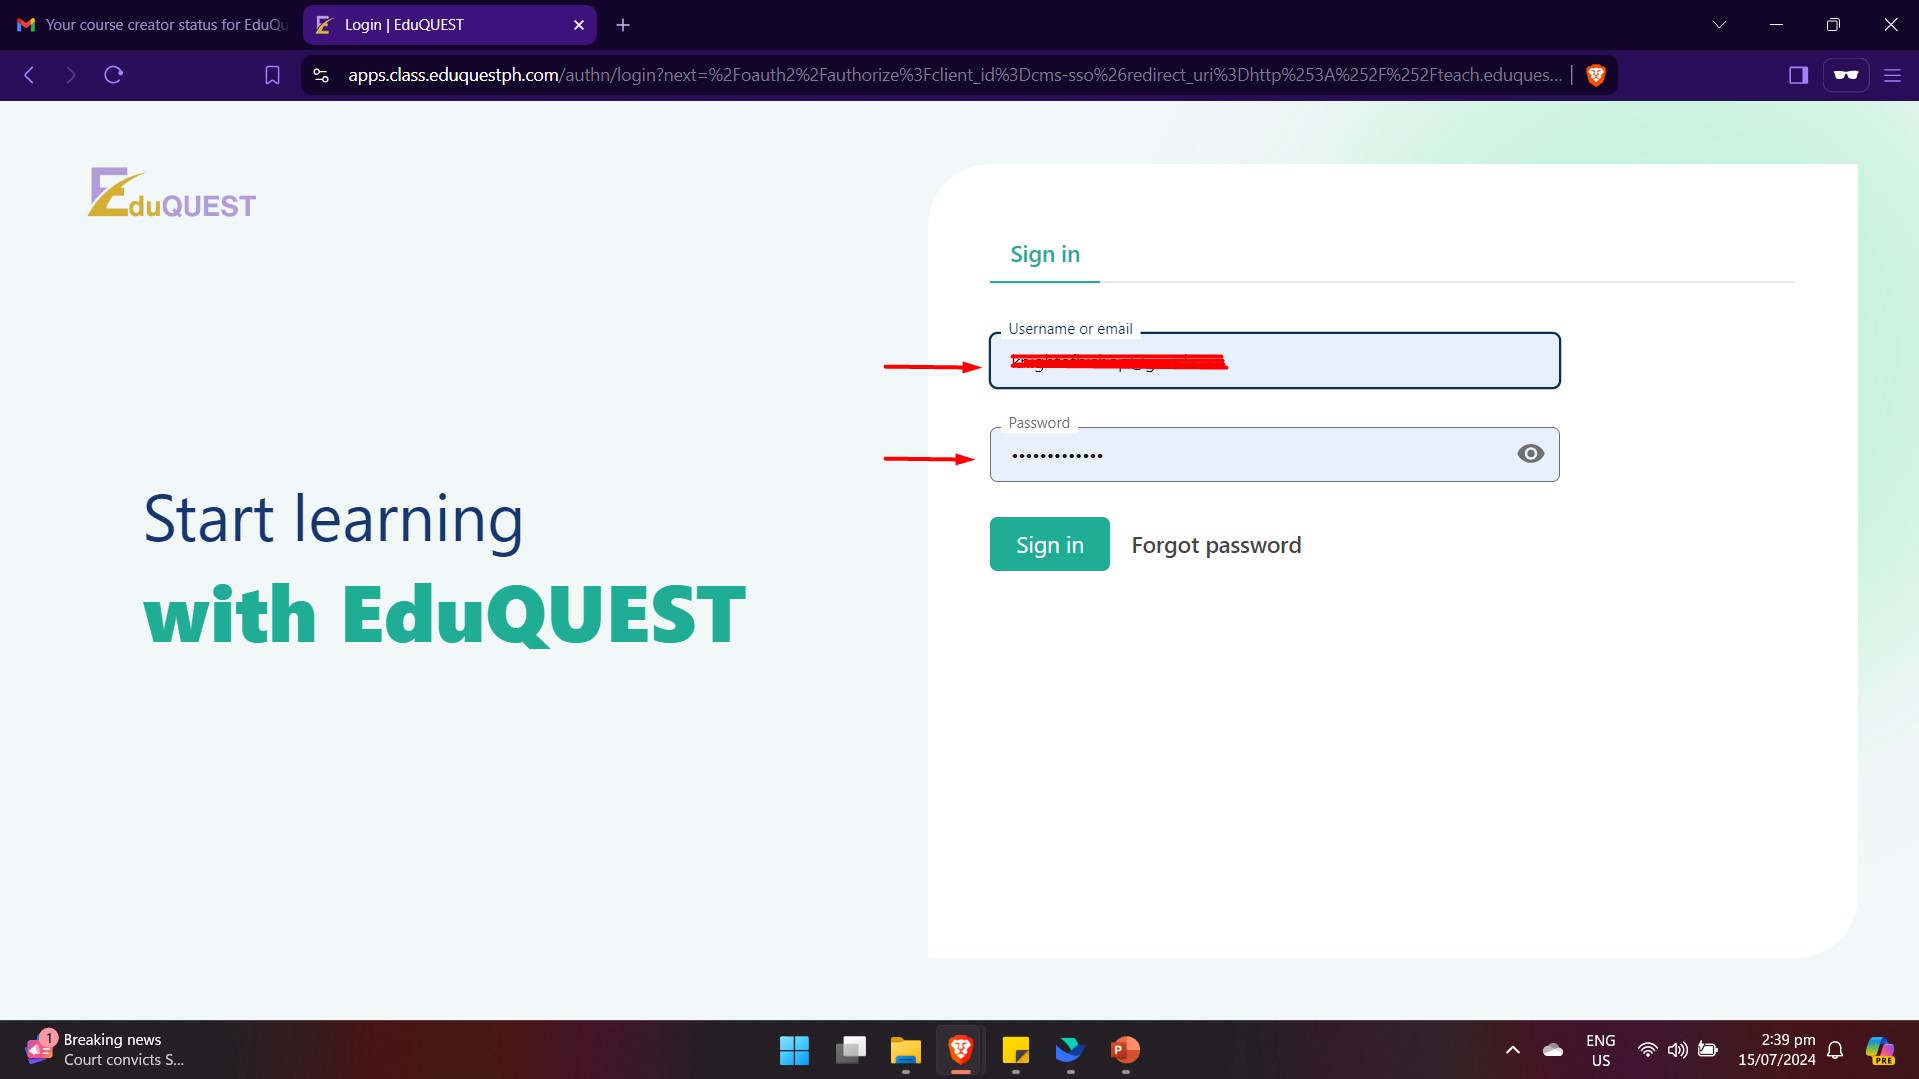 Your course creator status for EduQu
Login | EduQUEST
apps.class.eduquestph.com/authn/login?next=%2Foauth2%2Fauthorize%3Fclient_id%3Dcms-sso%26redirect_uri%3Dhttp%253A%252F%252Fteach.eduques...
EduQUEST
Sign in
Username or email
Password
Sign in Forgot password
Start learning
with EduQUEST
1
Breaking news
Court convicts S...
P
ENG
US
2:39 pm
15/07/2024
PRE